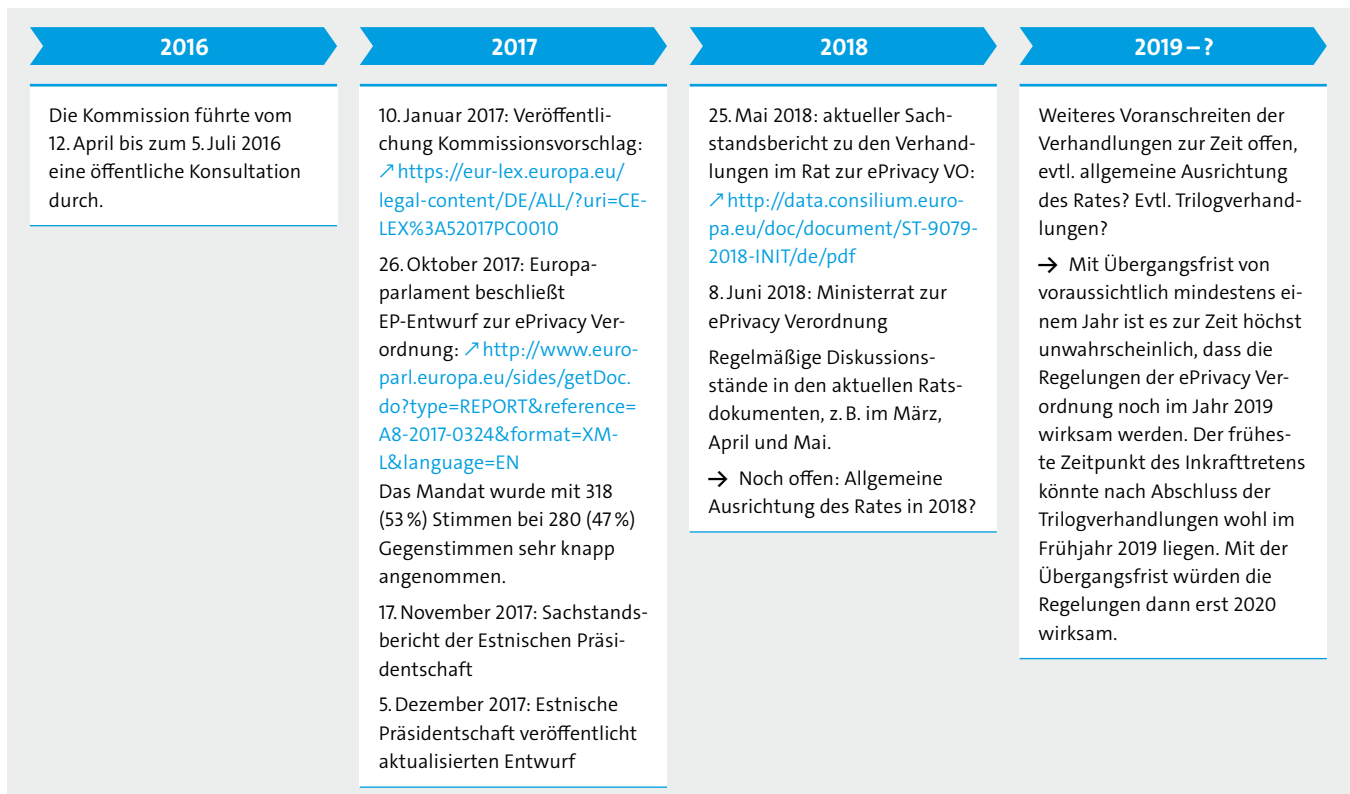 2016
Die Kommission führte vom
12. April bis zum 5. Juli 2016
eine öffentliche Konsultation
durch.
2017
10. Januar 2017: Veröffentli-
chung Kommissionsvorschlag:
↗ https://eur-lex.europa.eu/
legal-content/DE/ALL/?uri=CE-
LEX%3A52017PC0010
26. Oktober 2017: Europa-
parlament beschließt
EP-Entwurf zur ePrivacy Ver-
ordnung: ↗ http://www.euro-
parl.europa.eu/sides/getDoc.
do?type=REPORT&reference=
A8-2017-0324&format=XM-
L&language=EN
Das Mandat wurde mit 318
(53 %) Stimmen bei 280 (47 %)
Gegenstimmen sehr knapp
angenommen.
17. November 2017: Sachstands-
bericht der Estnischen Präsi-
dentschaft
5. Dezember 2017: Estnische
Präsidentschaft veröffentlicht
aktualisierten Entwurf
2018
25. Mai 2018: aktueller Sach-
standsbericht zu den Verhand-
lungen im Rat zur ePrivacy VO:
↗ http://data.consilium.euro-
pa.eu/doc/document/ST-9079-
2018-INIT/de/pdf
8. Juni 2018: Ministerrat zur
ePrivacy Verordnung
Regelmäßige Diskussions-
stände in den aktuellen Rats-
dokumenten, z. B. im März,
April und Mai.
→ Noch offen: Allgemeine
Ausrichtung des Rates in 2018?
2019 – ?
Weiteres Voranschreiten der
Verhandlungen zur Zeit offen,
evtl. allgemeine Ausrichtung
des Rates? Evtl. Trilogverhand-
lungen?
→ Mit Übergangsfrist von
voraussichtlich mindestens ei-
nem Jahr ist es zur Zeit höchst
unwahrscheinlich, dass die
Regelungen der ePrivacy Ver-
ordnung noch im Jahr 2019
wirksam werden. Der frühes-
te Zeitpunkt des Inkrafttretens
könnte nach Abschluss der
Trilogverhandlungen wohl im
Frühjahr 2019 liegen. Mit der
Übergangsfrist würden die
Regelungen dann erst 2020
wirksam.